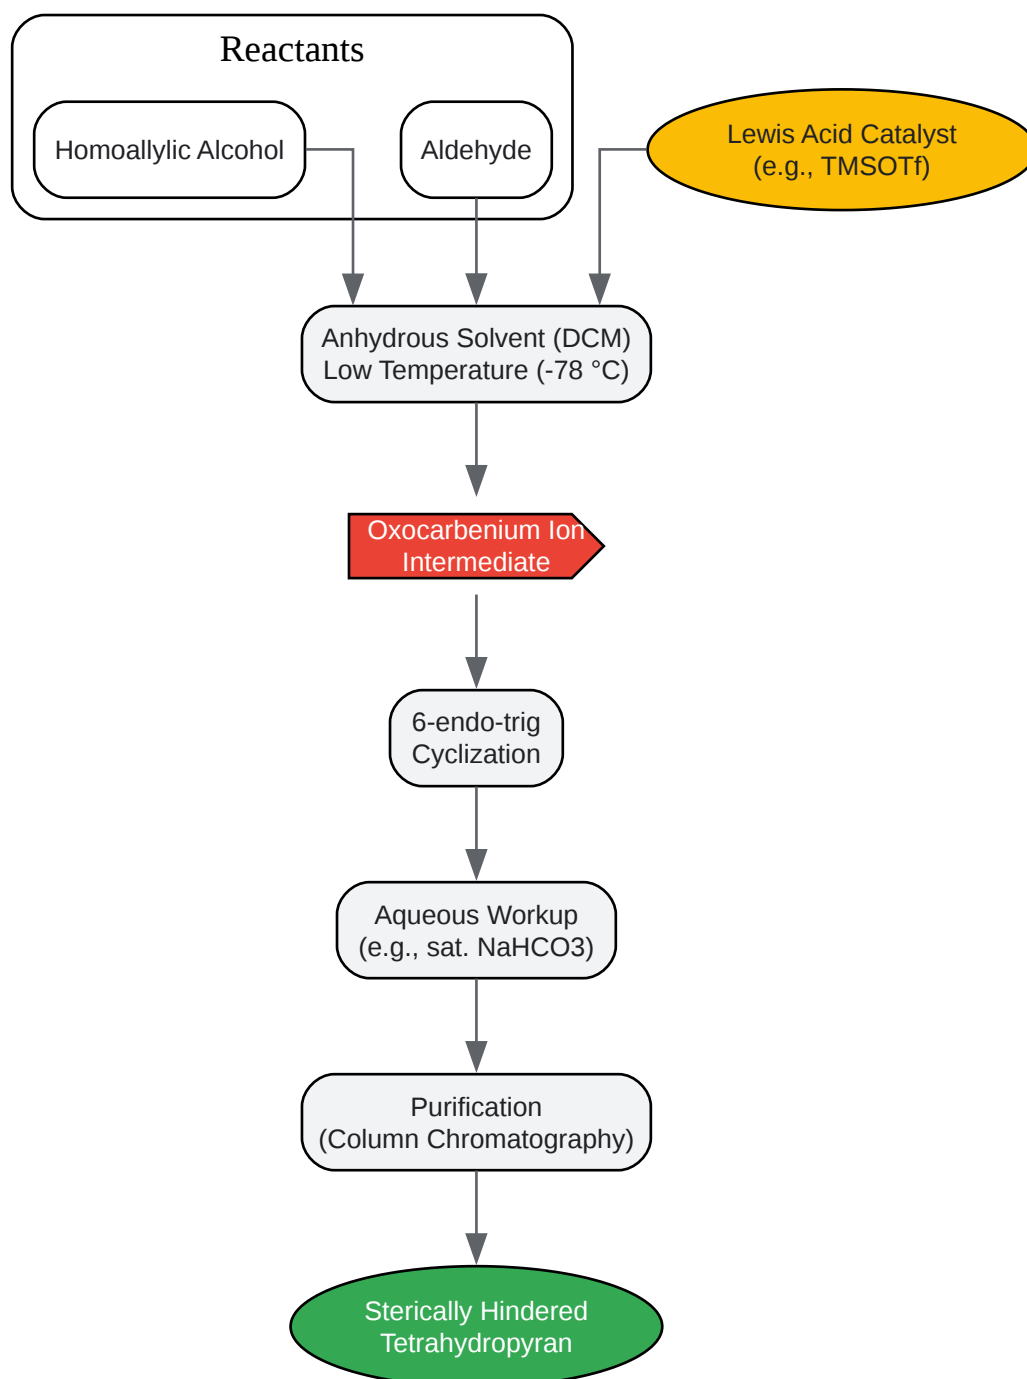 Reactants
Homoallylic Alcohol
Aldehyde
Lewis Acid Catalyst
(e.g., TMSOTf)
Anhydrous Solvent (DCM)
Low Temperature (-78 °C)
Oxocarbenium Ion
Intermediate
6-endo-trig
Cyclization
Aqueous Workup
(e.g., sat. NaHCO3)
Purification
(Column Chromatography)
Sterically Hindered
Tetrahydropyran